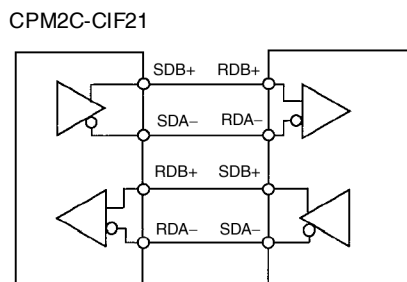 CPM2C-CIF21
SDB+ RDB+
SDA− RDA−
RDB+ SDB+
RDA− SDA−